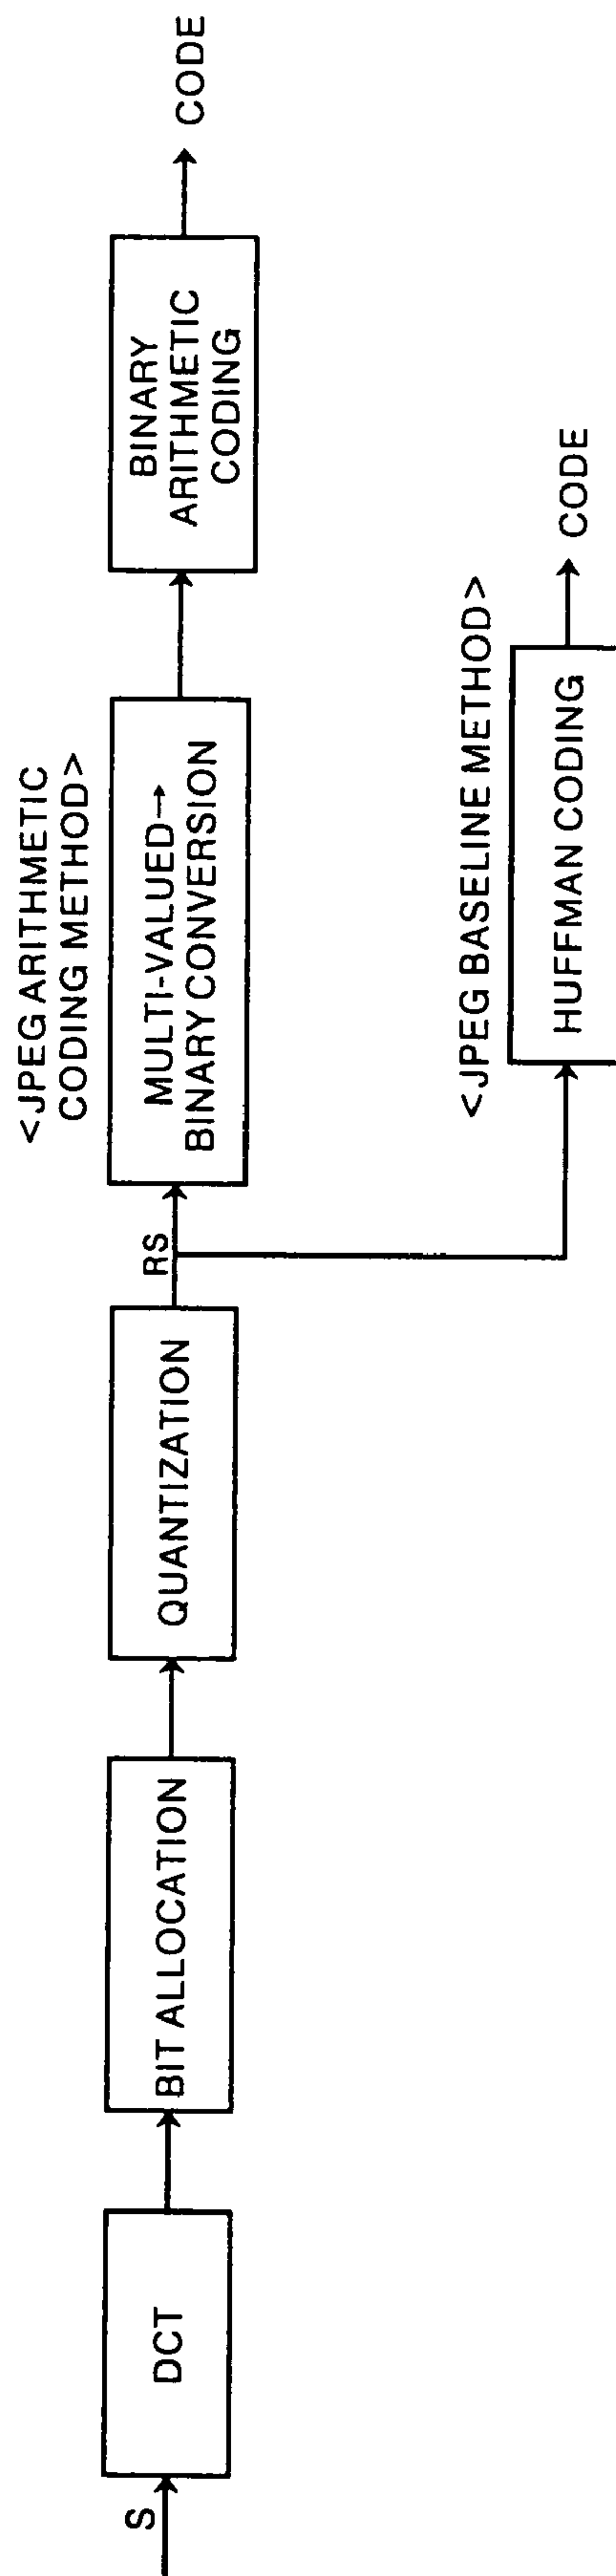 S
DCT
BIT ALLOCATION
QUANTIZATION
RS
<JPEG ARITHMETIC
CODING METHOD>
MULTI-VALUED→
BINARY CONVERSION
BINARY
ARITHMETIC
CODING
CODE
<JPEG BASELINE METHOD>
HUFFMAN CODING
CODE